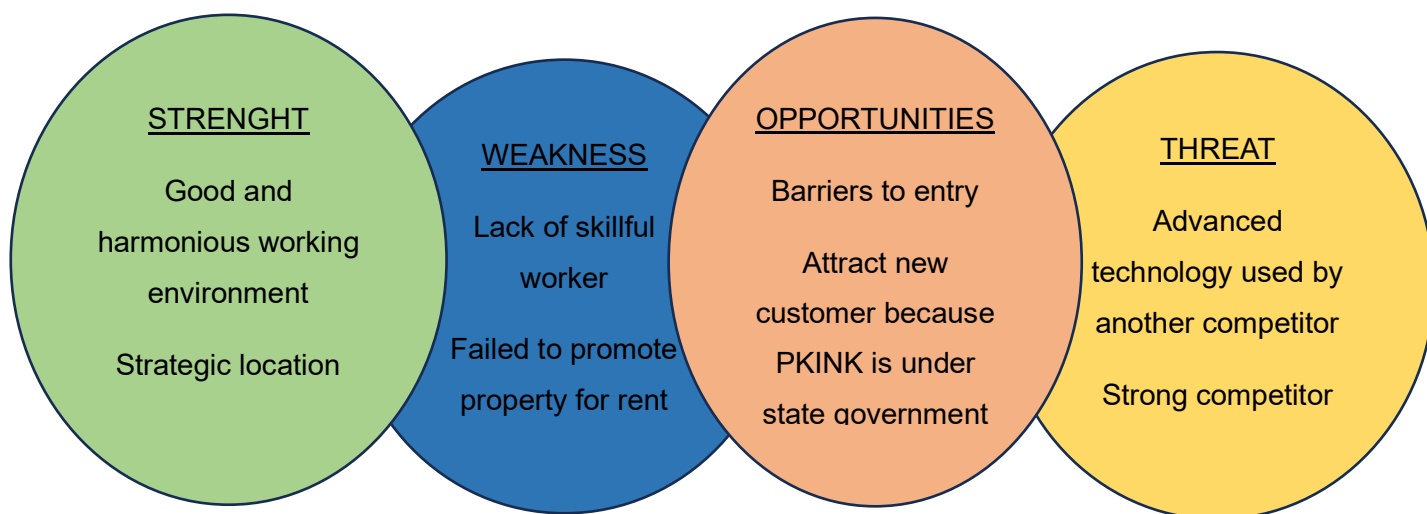 STRENGHT
Good and
harmonious working
environment
Strategic location
WEAKNESS
Lack of skillful
worker
Failed to promote
property for rent
OPPORTUNITIES
Barriers to entry
Attract new
customer because
PKINK is under
state government
THREAT
Advanced
technology used by
another competitor
Strong competitor